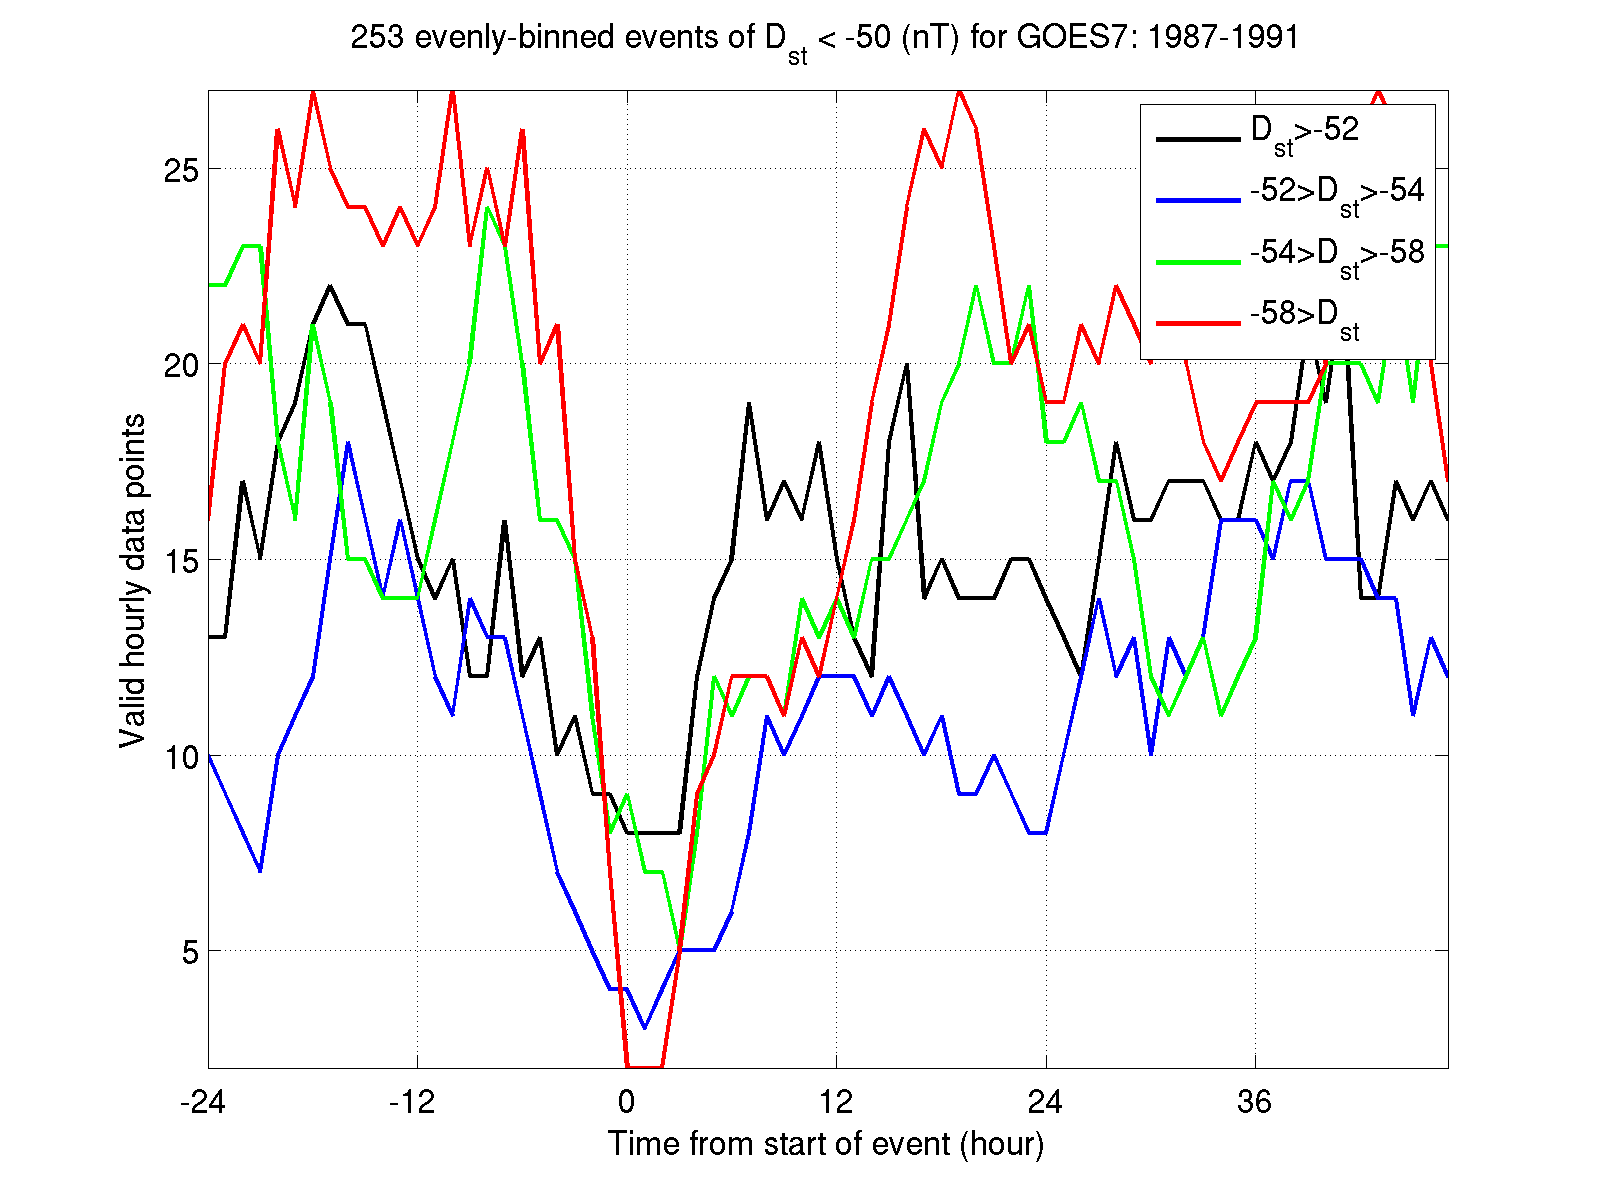 253 evenly-binned events of Dst < -50 (nT) for GOES7: 1987-1991
Dst>-52
-52>Dst>-54
-54>Dst>-58
-58>Dst
25
20
15
10
5
Valid hourly data points
-24
-12
0
12
24
36
Time from start of event (hour)